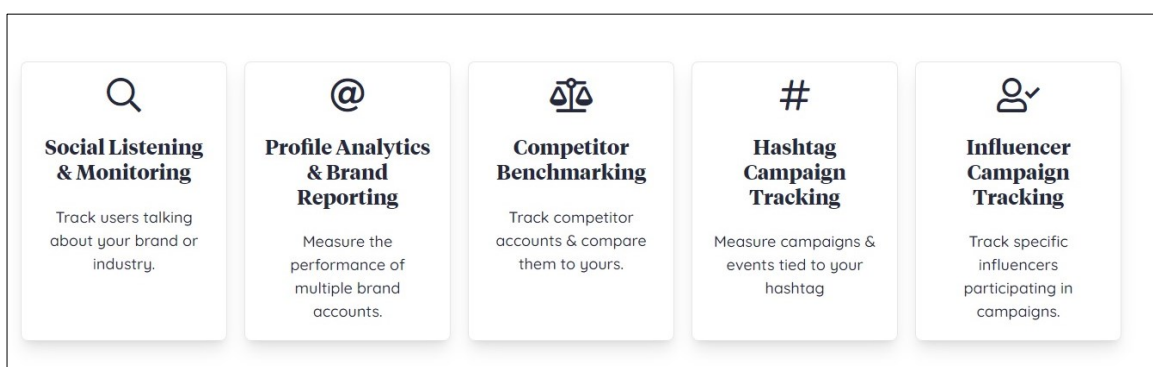 Social Listening
& Monitoring
Track users talking
about your brand or
industry.
@
Profile Analytics
& Brand
Reporting
Measure the
performance of
multiple brand
accounts.
Competitor
Benchmarking
Track competitor
accounts & compare
them to yours.
#
Hashtag
Campaign
Tracking
Measure campaigns &
events tied to your
hashtag
Influencer
Campaign
Tracking
Track specific
influencers
participating in
campaigns.